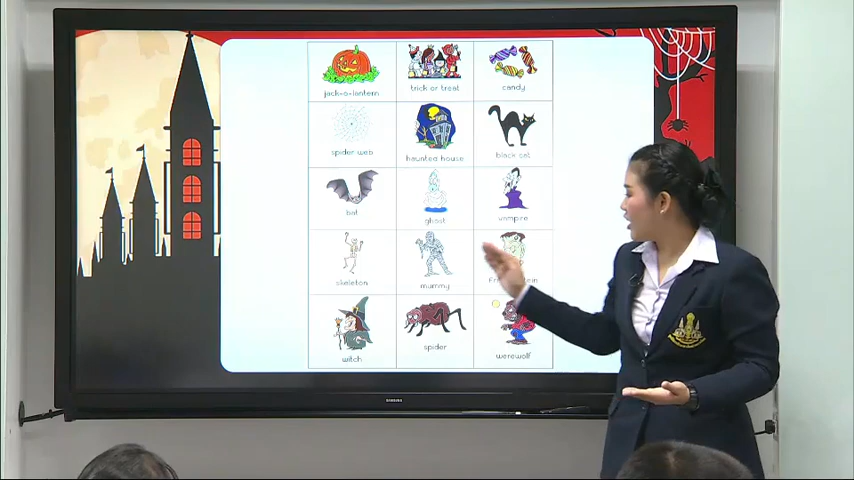 jack-o-lantern trick or treat candy
spider web haunted house black cat
bat ghost vampire
skeleton mummy
witch spider werewolf
SAMSUNG